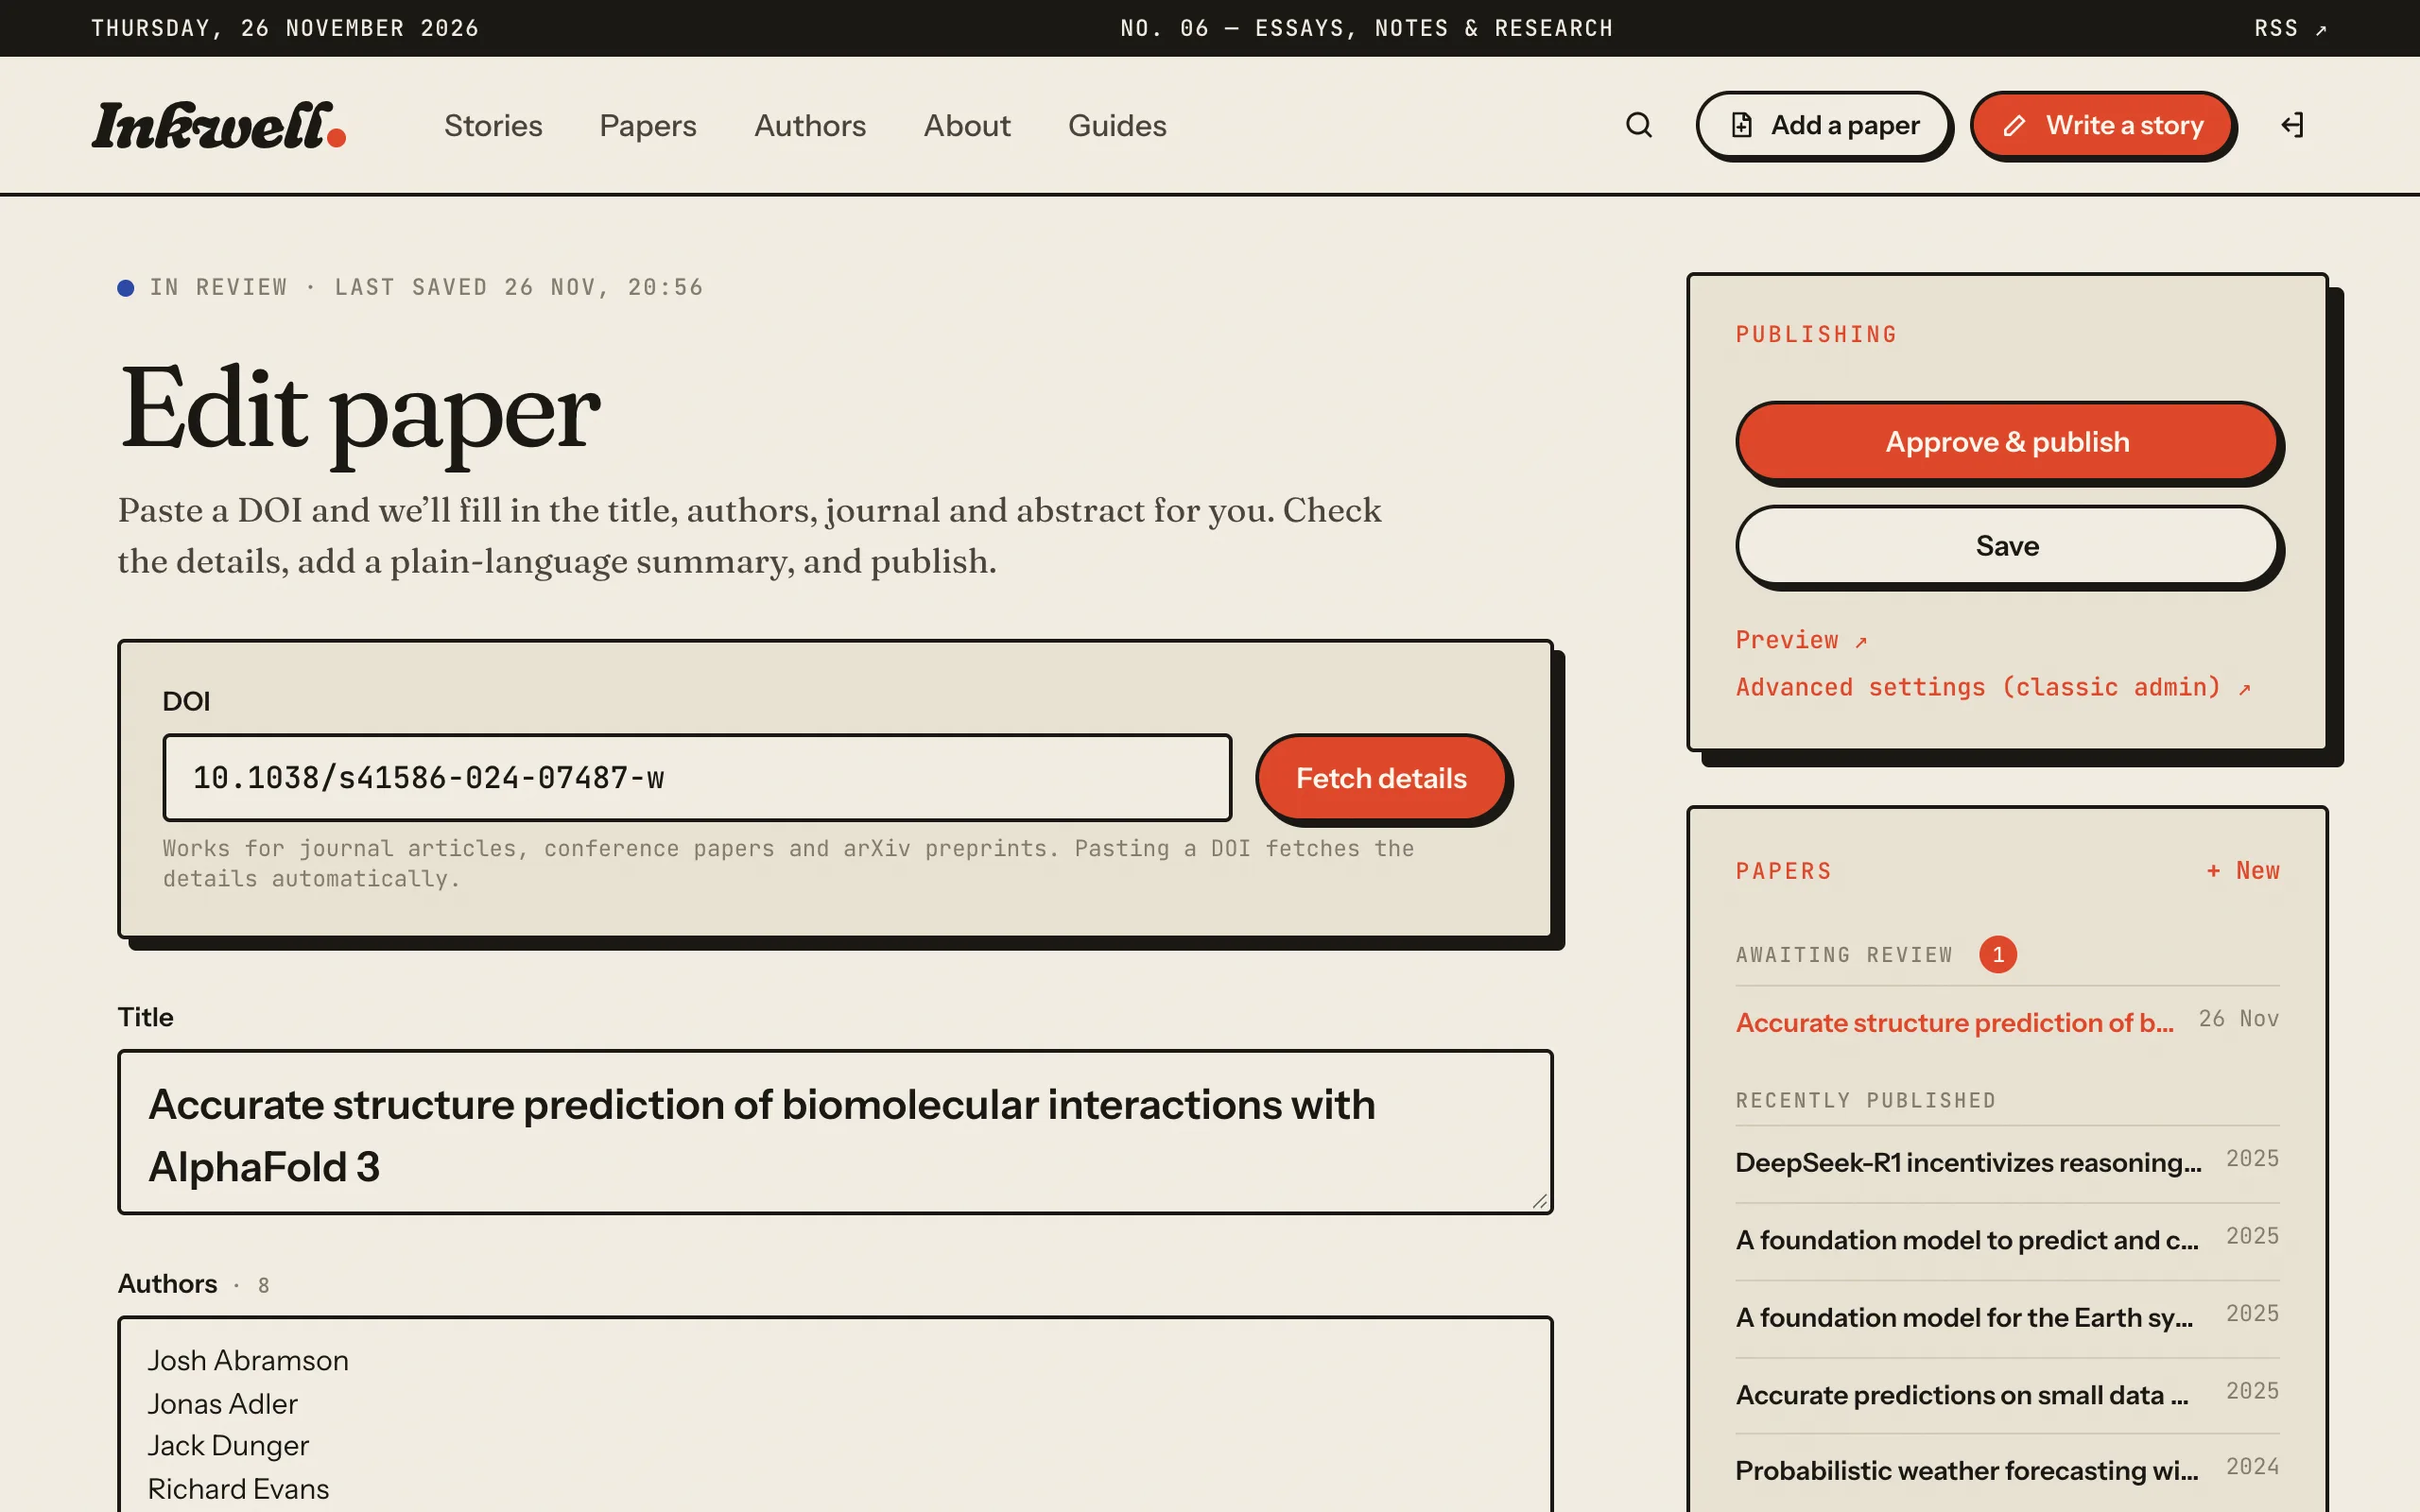 THURSDAY, 26 NOVEMBER 2026
NO. 06 — ESSAYS, NOTES & RESEARCH
RSS ↗
Inkwell.
Stories
Papers
Authors
About
Guides
Add a paper
Write a story
IN REVIEW · LAST SAVED 26 NOV, 20:56
Edit paper
Paste a DOI and we’ll fill in the title, authors, journal and abstract for you. Check
the details, add a plain-language summary, and publish.
DOI
10.1038/s41586-024-07487-w
Fetch details
Works for journal articles, conference papers and arXiv preprints. Pasting a DOI fetches the
details automatically.
Title
Accurate structure prediction of biomolecular interactions with
AlphaFold 3
Authors · 8
Josh Abramson
Jonas Adler
Jack Dunger
Richard Evans
PUBLISHING
Approve & publish
Save
Preview ↗
Advanced settings (classic admin) ↗
PAPERS
+ New
AWAITING REVIEW 1
Accurate structure prediction of b... 26 Nov
RECENTLY PUBLISHED
DeepSeek-R1 incentivizes reasoning... 2025
A foundation model to predict and c... 2025
A foundation model for the Earth sy... 2025
Accurate predictions on small data ... 2025
Probabilistic weather forecasting wi... 2024